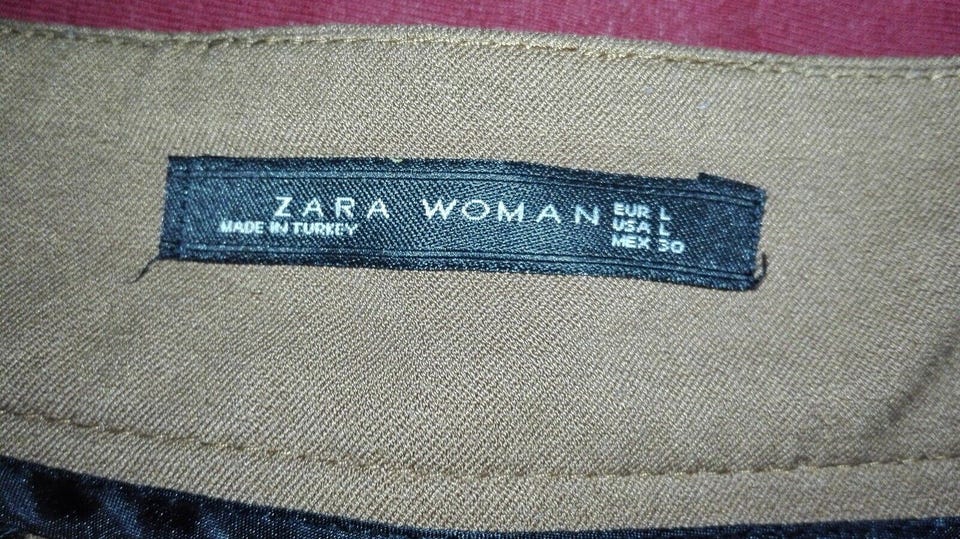 ZARA WOMAN
MADE IN TURKEY
EUR L
USA L
MEX 30